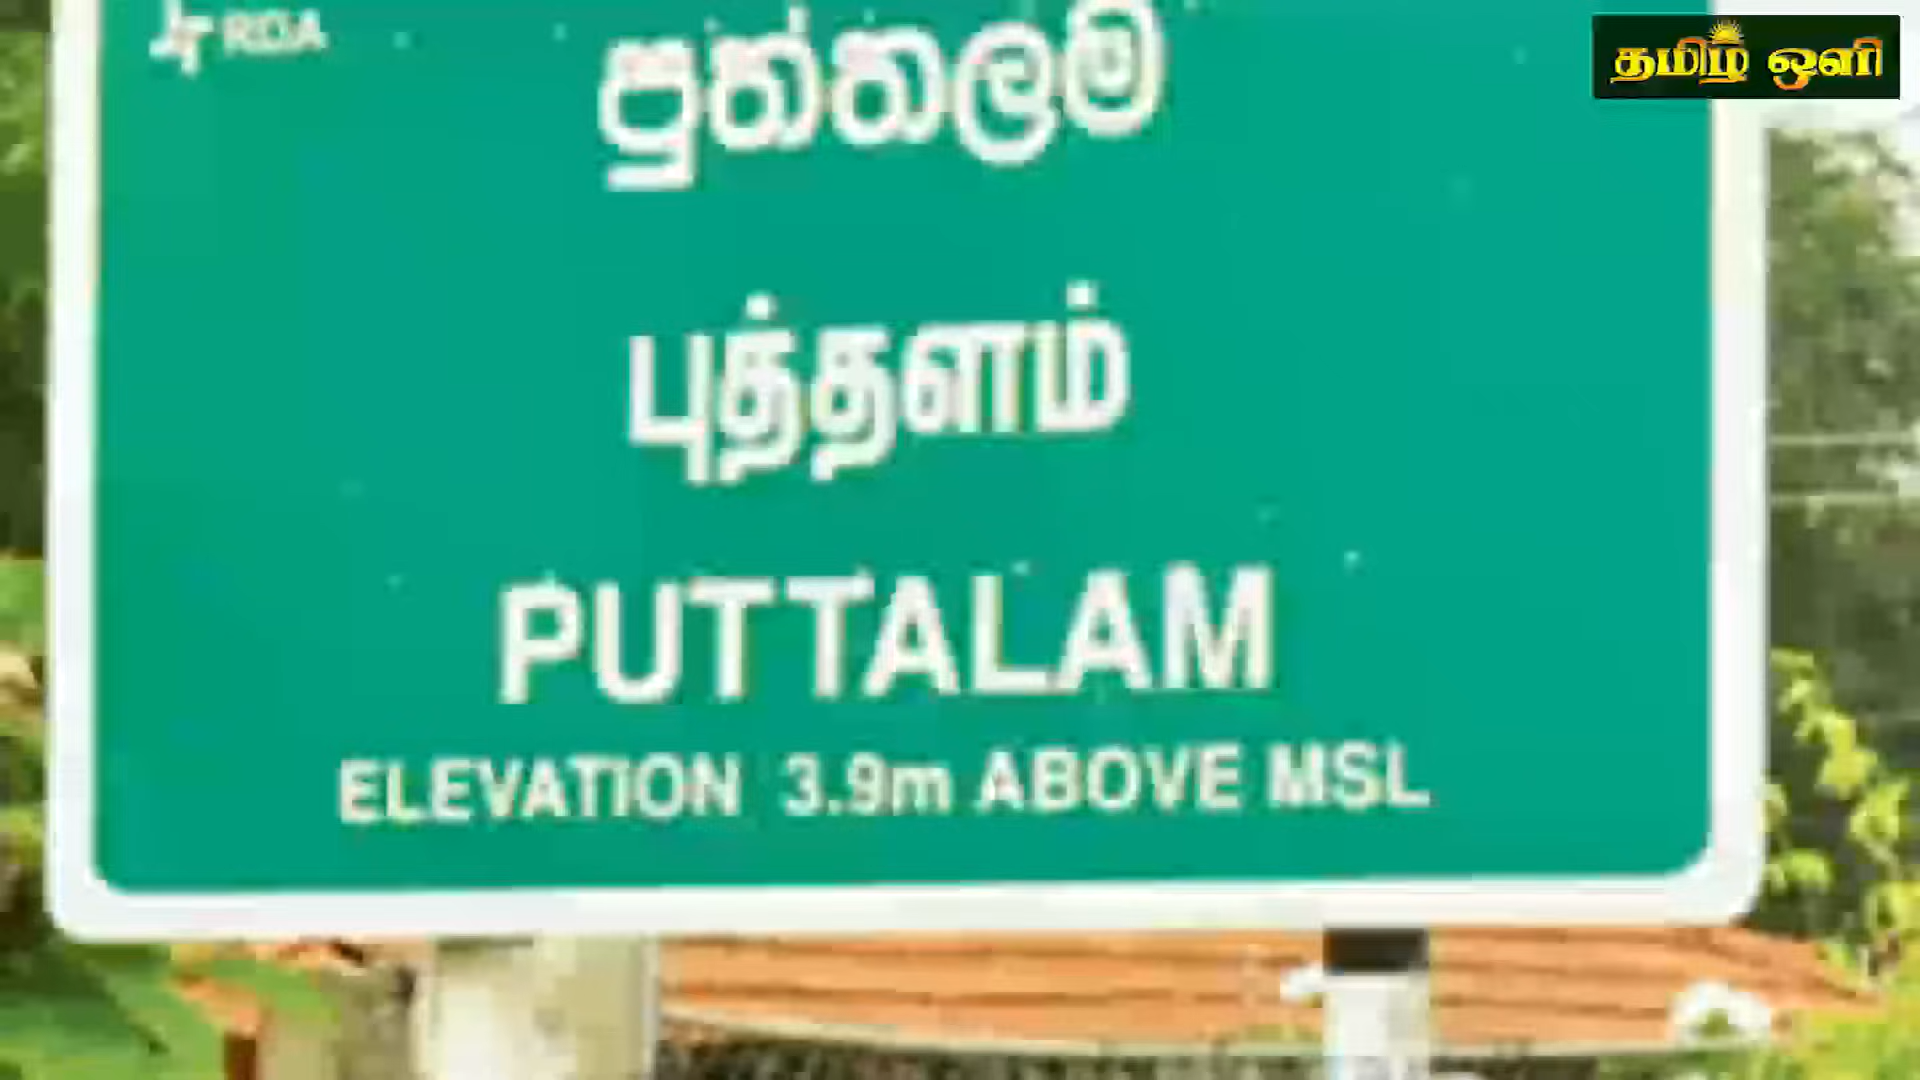 RDA
தமிழ் ஒளி
පුත්තලම
புத்தளம்
PUTTALAM
ELEVATION 3.9m ABOVE MSL